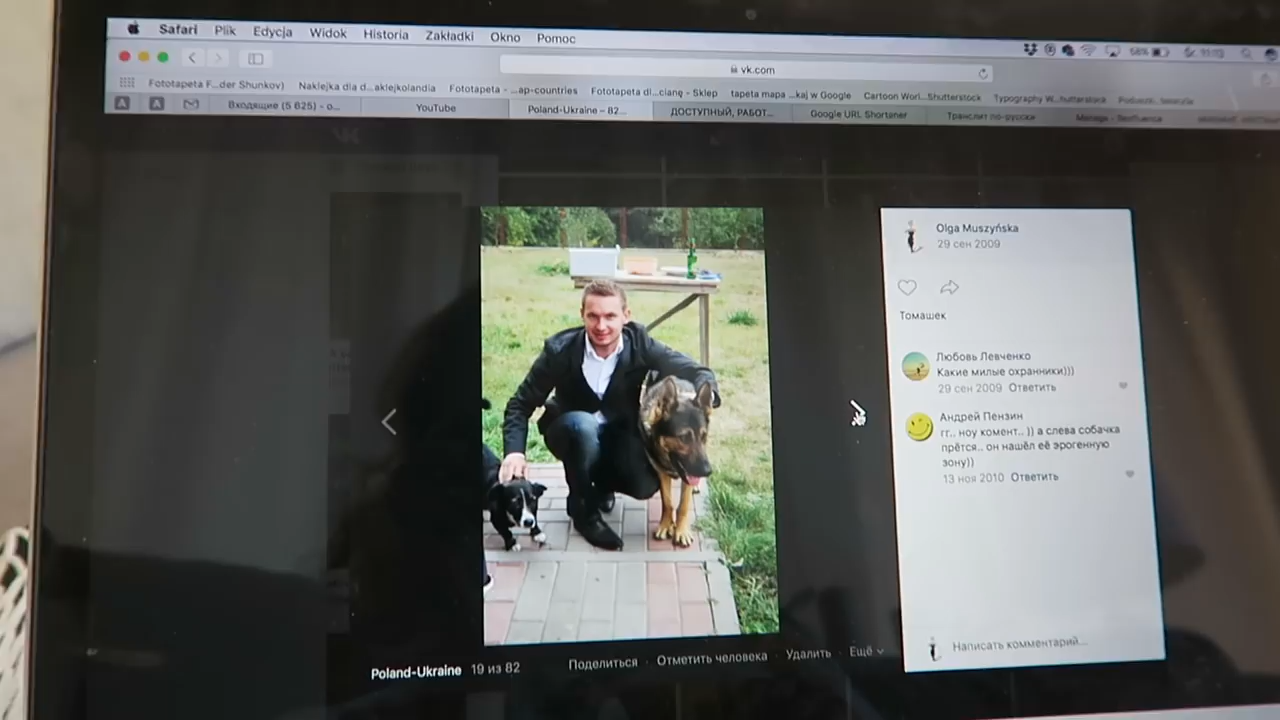 Safari Plik Edycja Widok Historia Zakładki Okno Pomoc
58%
vk.com
Fototapeta F...der Shunkov) Naklejka dla d...aklejkolandia Fototapeta - ...ap-countries Fototapeta dl...cianę - Sklep tapeta mapa ...kaj w Google Cartoon Worl...Shutterstock Typography W...hutterstock
Входящие (5 625) – o... YouTube Poland-Ukraine – 82... ДОСТУПНЫЙ, РАБОТ... Google URL Shortener Транслит по-русски
Olga Muszyńska
29 сен 2009
Томашек
Любовь Левченко
Какие милые охранники)))
29 сен 2009 Ответить
Андрей Пензин
гг.. ноу комент.. )) а слева собачка
прётся.. он нашёл её эрогенную
зону))
13 ноя 2010 Ответить
Написать комментарий...
Poland-Ukraine 19 из 82 Поделиться · Отметить человека · Удалить · Ещё